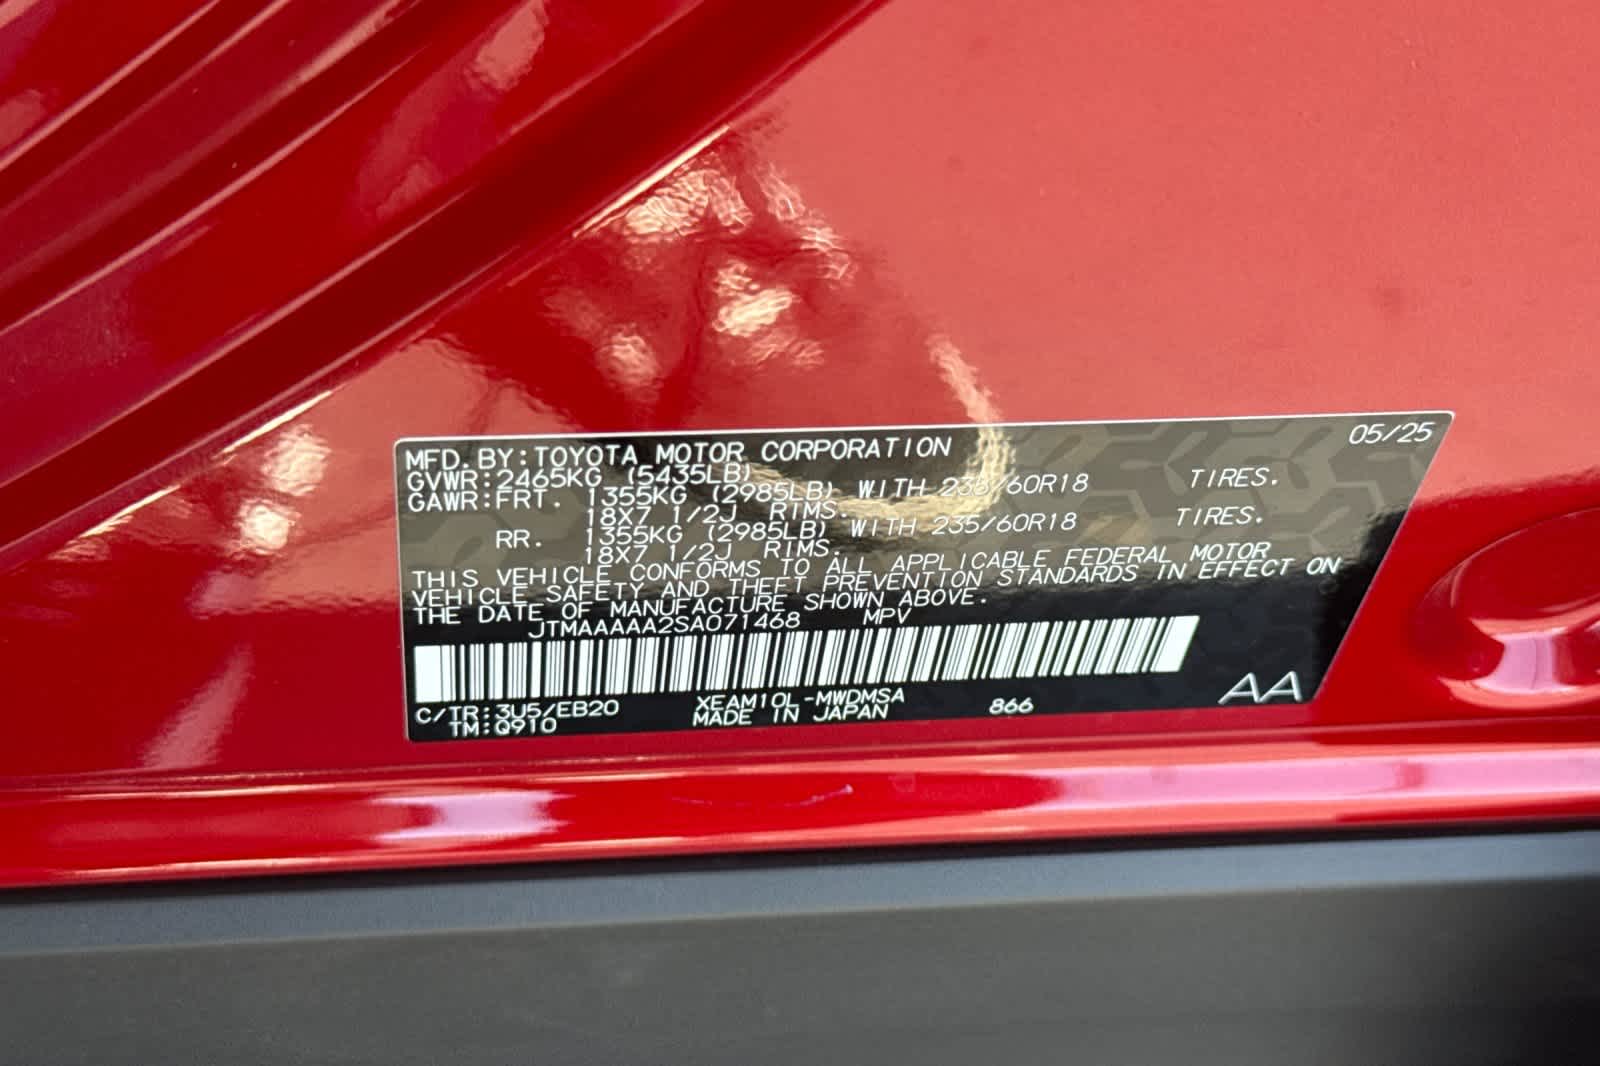 MFD. BY:TOYOTA MOTOR CORPORATION 05/25
GVWR:2465KG (5435LB)
GAWR:FRT. 1355KG (2985LB) WITH 235/60R18 TIRES.
18X7 1/2J RIMS.
RR. 1355KG (2985LB) WITH 235/60R18 TIRES.
18X7 1/2J RIMS.
THIS VEHICLE CONFORMS TO ALL APPLICABLE FEDERAL MOTOR
VEHICLE SAFETY AND THEFT PREVENTION STANDARDS IN EFFECT ON
THE DATE OF MANUFACTURE SHOWN ABOVE.
JTMAAAAA2SA071468 MPV
C/TR:3U5/EB20 XEAM10L-MWDMSA 866
TM:Q910 MADE IN JAPAN
AA